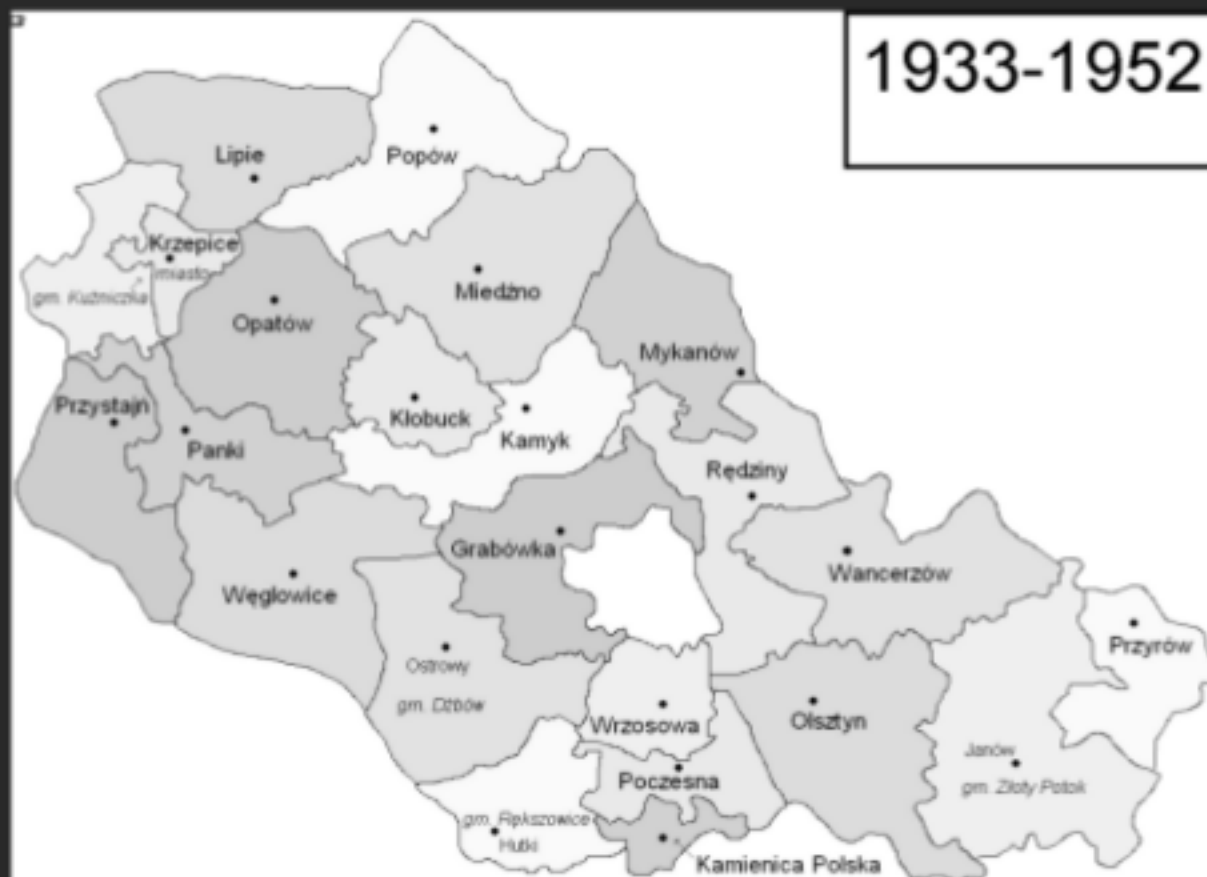 1933-1952
Lipie
Popów
Krzepice
miasto
gm. Kuźniczka
Miedźno
Opatów
Mykanów
Przystajn
Kłobuck
Kamyk
Panki
Rędziny
Grabówka
Wancerzów
Węglowice
Przyrów
Ostrowy
gm. Dźbów
Wrzosowa
Olsztyn
Janów
gm. Złoty Potok
Poczesna
gm. Rększowice
Hutki
Kamienica Polska